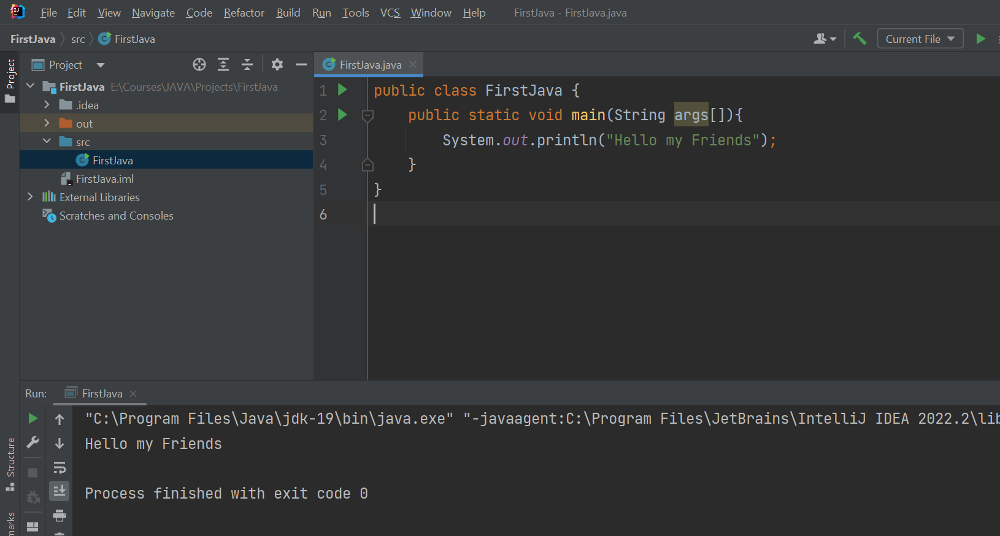 File Edit View Navigate Code Refactor Build Run Tools VCS Window Help FirstJava - FirstJava.java
FirstJava src FirstJava Current File
Project
Project
FirstJava E:\Courses\JAVA\Projects\FirstJava
.idea
out
src
FirstJava
FirstJava.iml
External Libraries
Scratches and Consoles
FirstJava.java
1 public class FirstJava {
2 public static void main(String args[]){
3 System.out.println("Hello my Friends");
4 }
5 }
6
Run: FirstJava
"C:\Program Files\Java\jdk-19\bin\java.exe" "-javaagent:C:\Program Files\JetBrains\IntelliJ IDEA 2022.2\lib
Hello my Friends
Process finished with exit code 0
Structure
marks